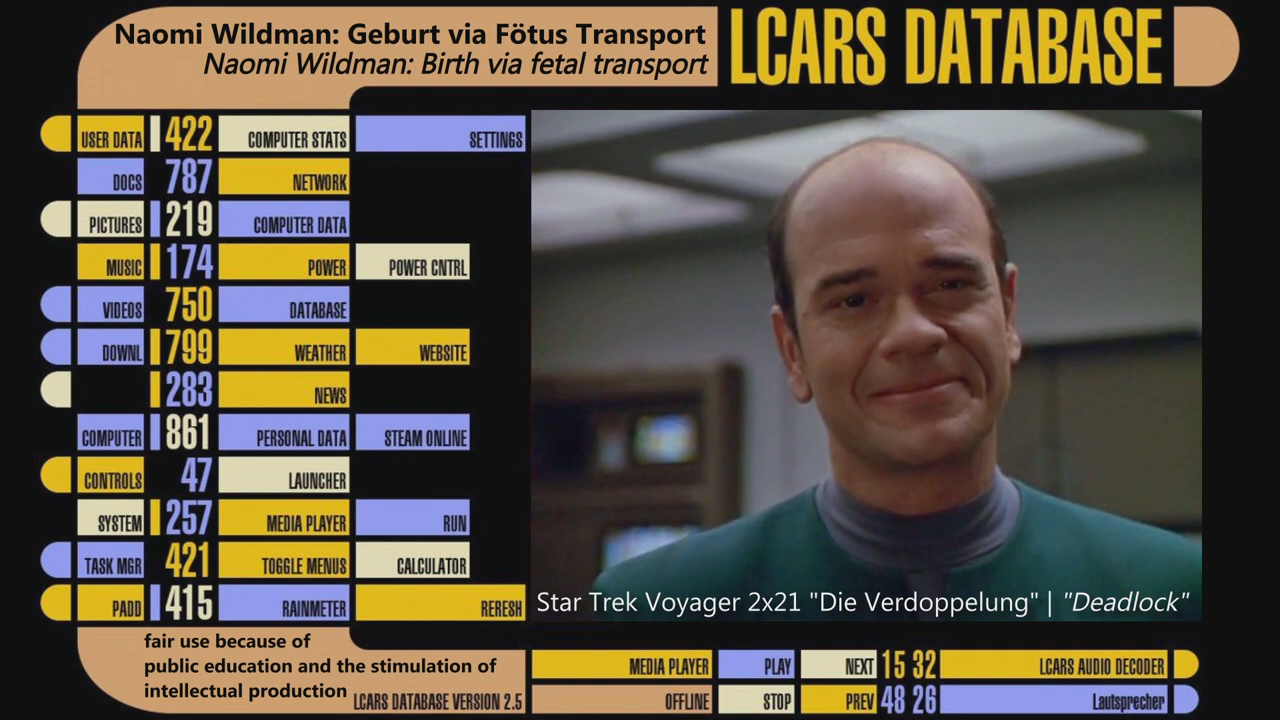 Naomi Wildman: Geburt via Fötus Transport
Naomi Wildman: Birth via fetal transport
LCARS DATABASE
USER DATA 422 COMPUTER STATS SETTINGS
DOCS 787 NETWORK
PICTURES 219 COMPUTER DATA
MUSIC 174 POWER POWER CNTRL
VIDEOS 750 DATABASE
DOWNL 799 WEATHER WEBSITE
283 NEWS
COMPUTER 861 PERSONAL DATA STEAM ONLINE
CONTROLS 47 LAUNCHER
SYSTEM 257 MEDIA PLAYER RUN
TASK MGR 421 TOGGLE MENUS CALCULATOR
PADD 415 RAINMETER RERESH
Star Trek Voyager 2x21 "Die Verdoppelung" | "Deadlock"
fair use because of
public education and the stimulation of
intellectual production
LCARS DATABASE VERSION 2.5
MEDIA PLAYER PLAY NEXT 15 32 LCARS AUDIO DECODER
OFFLINE STOP PREV 48 26 Lautsprecher